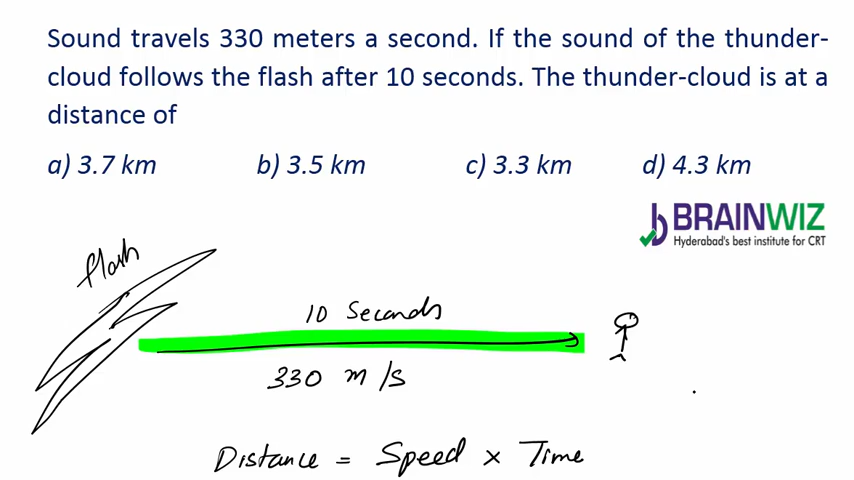 Sound travels 330 meters a second. If the sound of the thunder-
cloud follows the flash after 10 seconds. The thunder-cloud is at a
distance of
a) 3.7 km b) 3.5 km c) 3.3 km d) 4.3 km
BRAINWIZ
Hyderabad's best institute for CRT
flash
10 Seconds
330 m/s
Distance = Speed × Time